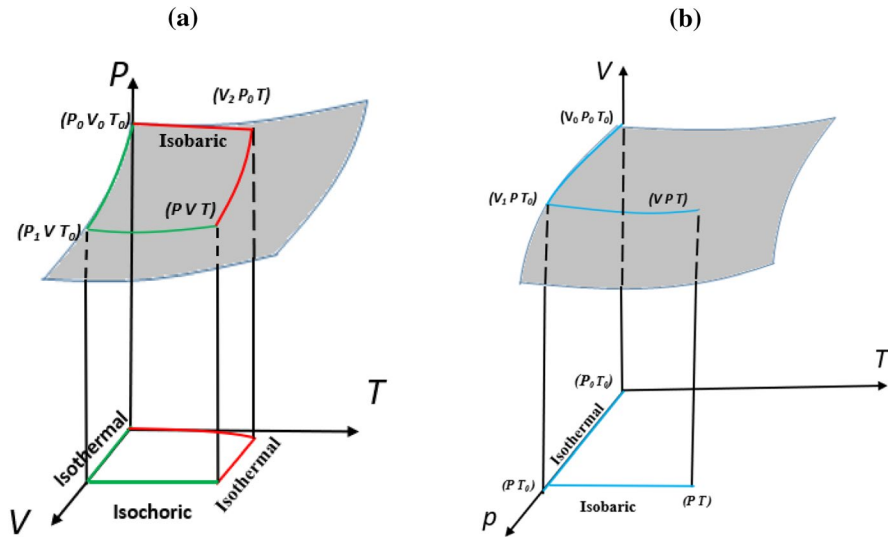 (a)
P
(V₂ P₀ T)
(P₀ V₀ T₀)
Isobaric
(P V T)
(P₁ V T₀)
T
Isothermal
Isothermal
Isochoric
V
(b)
V
(V₀ P₀ T₀)
(V₁ P T₀)
(V P T)
T
(P₀ T₀)
Isothermal
(P T₀)
Isobaric
(P T)
p